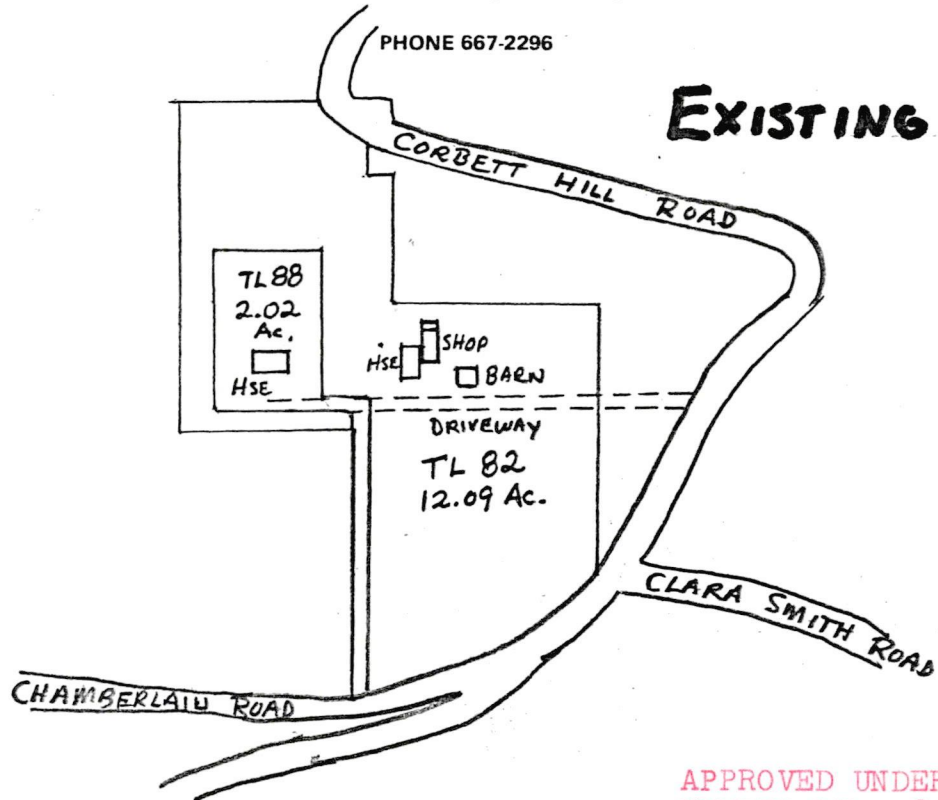 PHONE 667-2296
EXISTING
CORBETT HILL ROAD
TL 88
2.02
Ac.
HSE
HSE
SHOP
BARN
DRIVEWAY
TL 82
12.09 Ac.
CLARA SMITH ROAD
CHAMBERLAIN ROAD
APPROVED UNDER